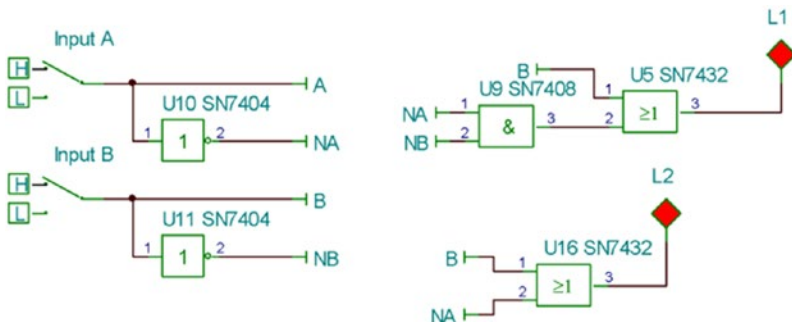 Input A
H
L
A
U10 SN7404
1 1 2
NA
Input B
H
L
B
U11 SN7404
1 1 2
NB
L1
B
U5 SN7432
U9 SN7408
NA 1
& 3
NB 2
1
≥1 3
2
L2
U16 SN7432
B 1
≥1 3
NA 2